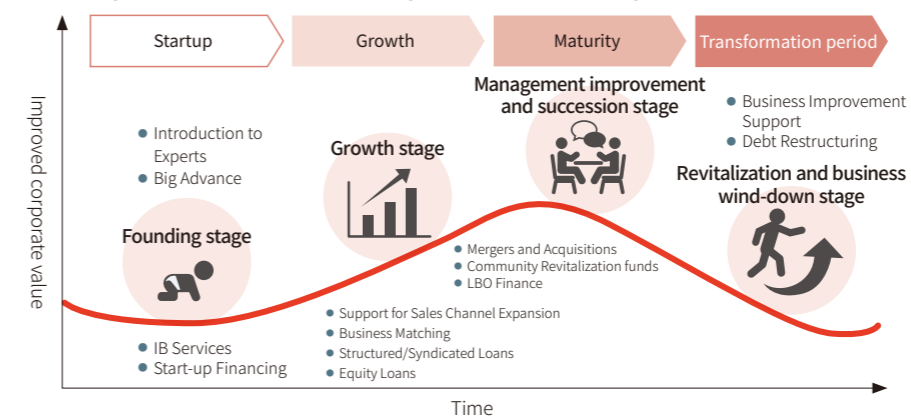 Startup
Growth
Maturity
Transformation period
Improved corporate value
Introduction to
Experts
Big Advance
Founding stage
IB Services
Start-up Financing
Growth stage
Support for Sales Channel Expansion
Business Matching
Structured/Syndicated Loans
Equity Loans
Management improvement
and succession stage
Mergers and Acquisitions
Community Revitalization funds
LBO Finance
Business Improvement
Support
Debt Restructuring
Revitalization and business
wind-down stage
Time